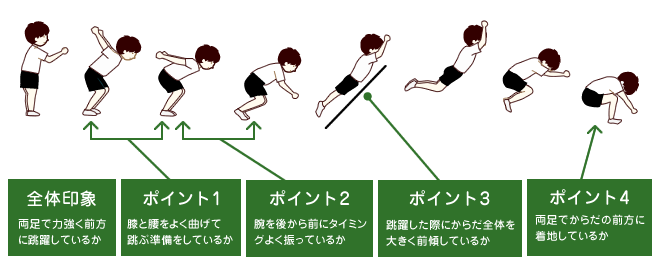 全体印象
両足で力強く前方
に跳躍しているか
ポイント1
膝と腰をよく曲げて
跳ぶ準備をしているか
ポイント2
腕を後から前にタイミン
グよく振っているか
ポイント3
跳躍した際にからだ全体を
大きく前傾しているか
ポイント4
両足でからだの前方に
着地しているか